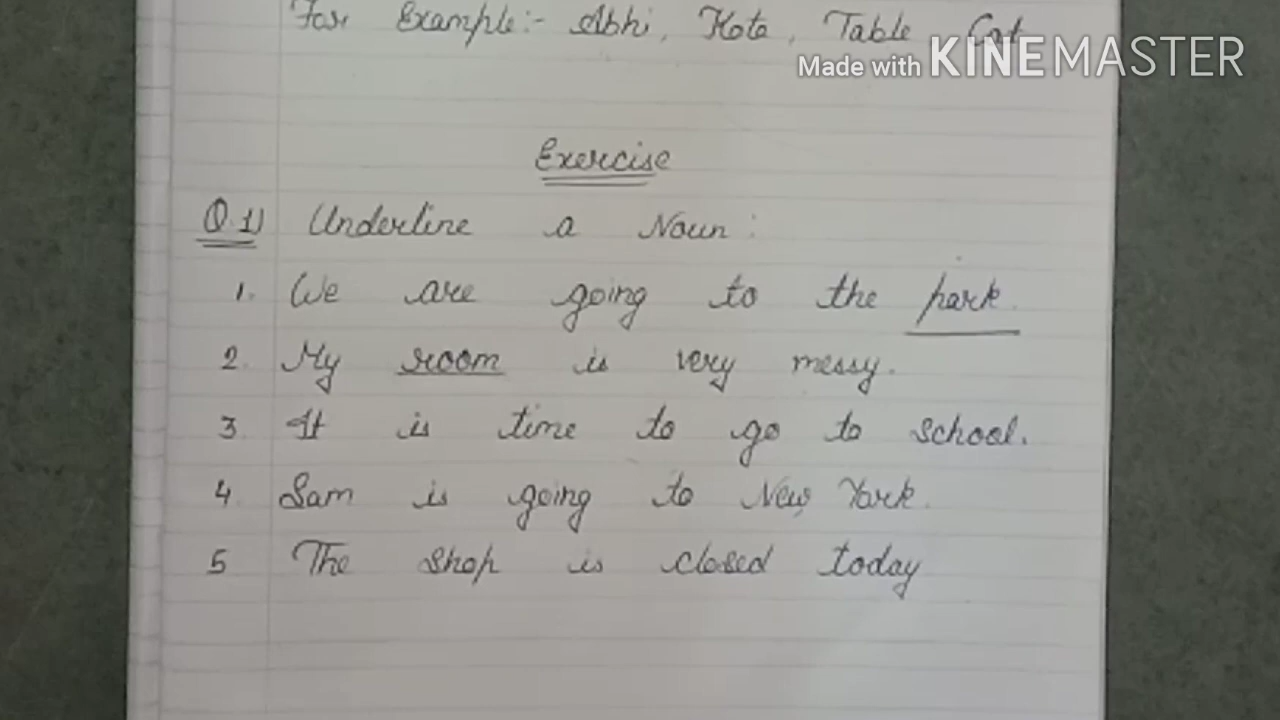 For Example:- Abhi, Kota, Table Cat
Made with KINEMASTER
Exercise
Q.1) Underline a Noun:
1. We are going to the park.
2. My room is very messy.
3 It is time to go to school.
4. Sam is going to New York.
5 The shop is closed today